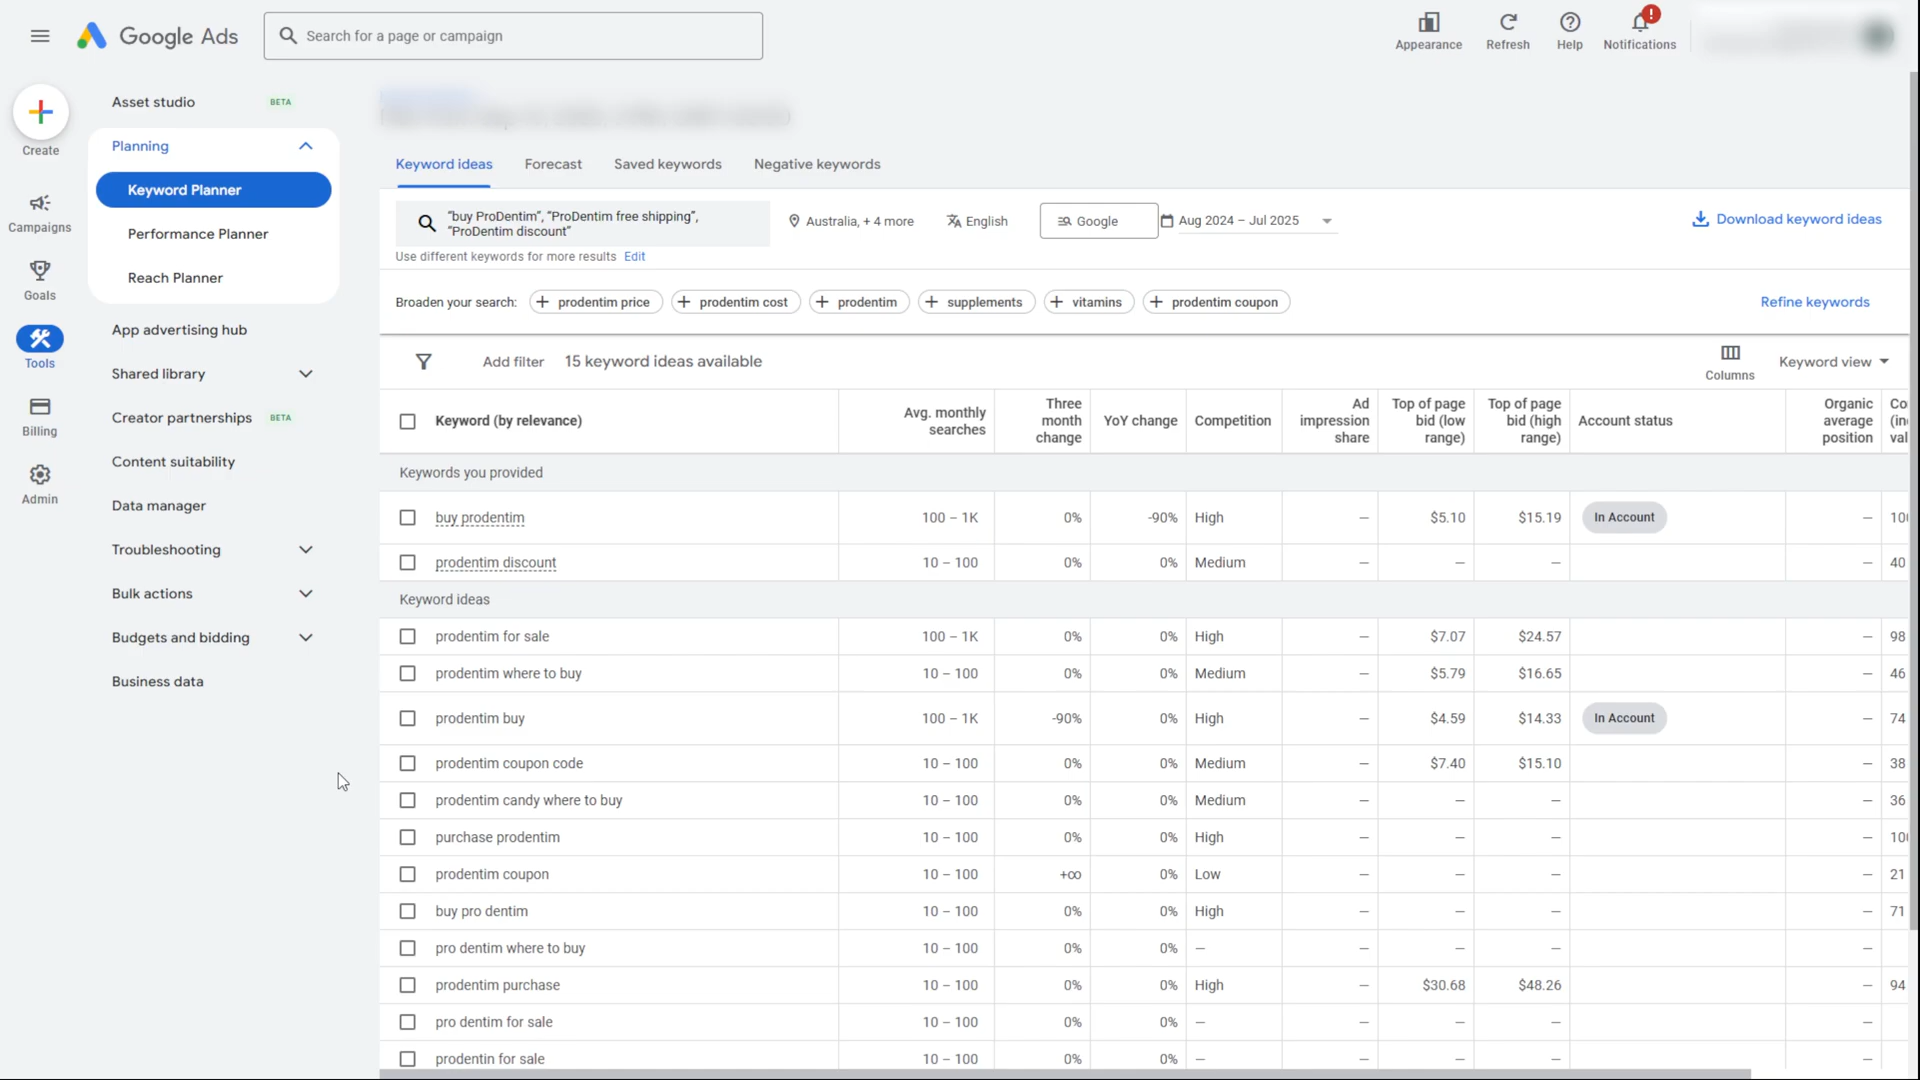 Google Ads
Search for a page or campaign
Appearance
Refresh
Help
!
Notifications
Create
Campaigns
Goals
Tools
Billing
Admin
Asset studio BETA
Planning
Keyword Planner
Performance Planner
Reach Planner
App advertising hub
Shared library
Creator partnerships BETA
Content suitability
Data manager
Troubleshooting
Bulk actions
Budgets and bidding
Business data
Keyword ideas Forecast Saved keywords Negative keywords
"buy ProDentim", "ProDentim free shipping",
"ProDentim discount"
Australia, + 4 more
English
Google
Aug 2024 – Jul 2025
Download keyword ideas
Use different keywords for more results Edit
Broaden your search: prodentim price prodentim cost prodentim supplements vitamins prodentim coupon Refine keywords
Add filter 15 keyword ideas available
Columns
Keyword view
Keyword (by relevance)
Avg. monthly
searches
Three
month
change
YoY change
Competition
Ad
impression
share
Top of page
bid (low
range)
Top of page
bid (high
range)
Account status
Organic
average
position
Co
(in
val
Keywords you provided
buy prodentim 100 – 1K 0% -90% High – $5.10 $15.19 In Account – 10
prodentim discount 10 – 100 0% 0% Medium – – – – 40
Keyword ideas
prodentim for sale 100 – 1K 0% 0% High – $7.07 $24.57 – 98
prodentim where to buy 10 – 100 0% 0% Medium – $5.79 $16.65 – 46
prodentim buy 100 – 1K -90% 0% High – $4.59 $14.33 In Account – 74
prodentim coupon code 10 – 100 0% 0% Medium – $7.40 $15.10 – 38
prodentim candy where to buy 10 – 100 0% 0% Medium – – – – 36
purchase prodentim 10 – 100 0% 0% High – – – – 10
prodentim coupon 10 – 100 +∞ 0% Low – – – – 21
buy pro dentim 10 – 100 0% 0% High – – – – 71
pro dentim where to buy 10 – 100 0% 0% – – – – –
prodentim purchase 10 – 100 0% 0% High – $30.68 $48.26 – 94
pro dentim for sale 10 – 100 0% 0% – – – – –
prodentin for sale 10 – 100 0% 0% – – – – –